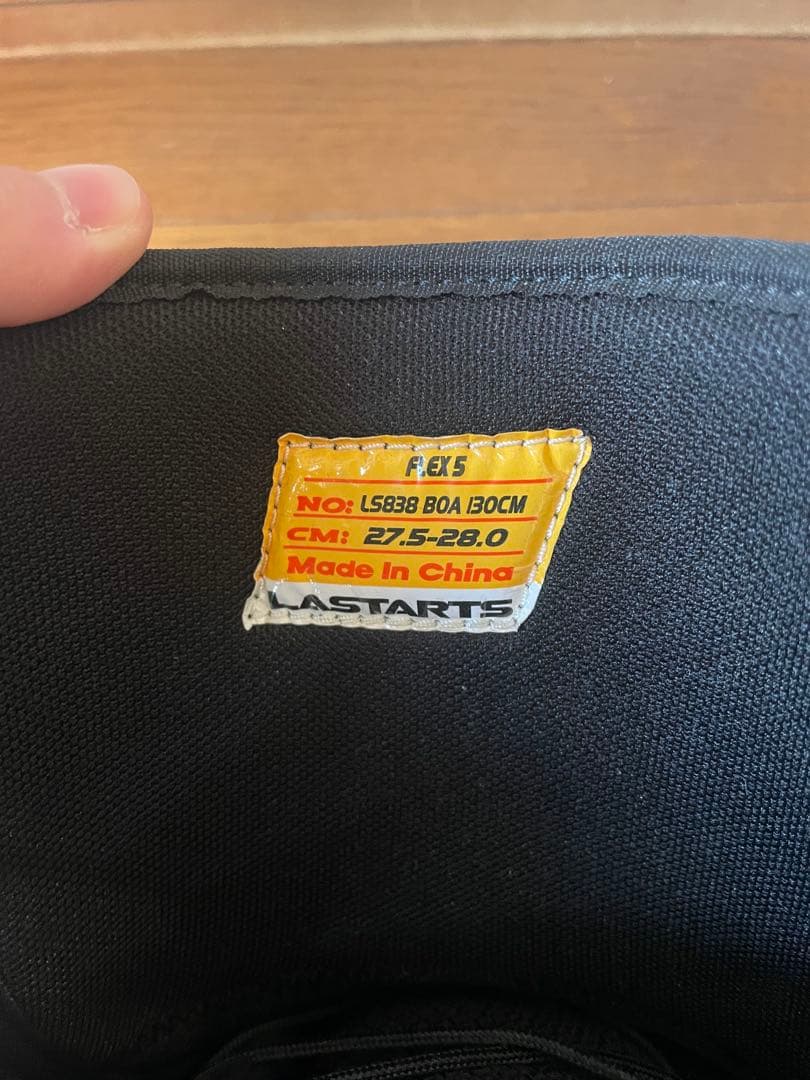 FLEX 5
NO: LS838 BOA 130CM
CM: 27.5-28.0
Made In China
LASTARTS